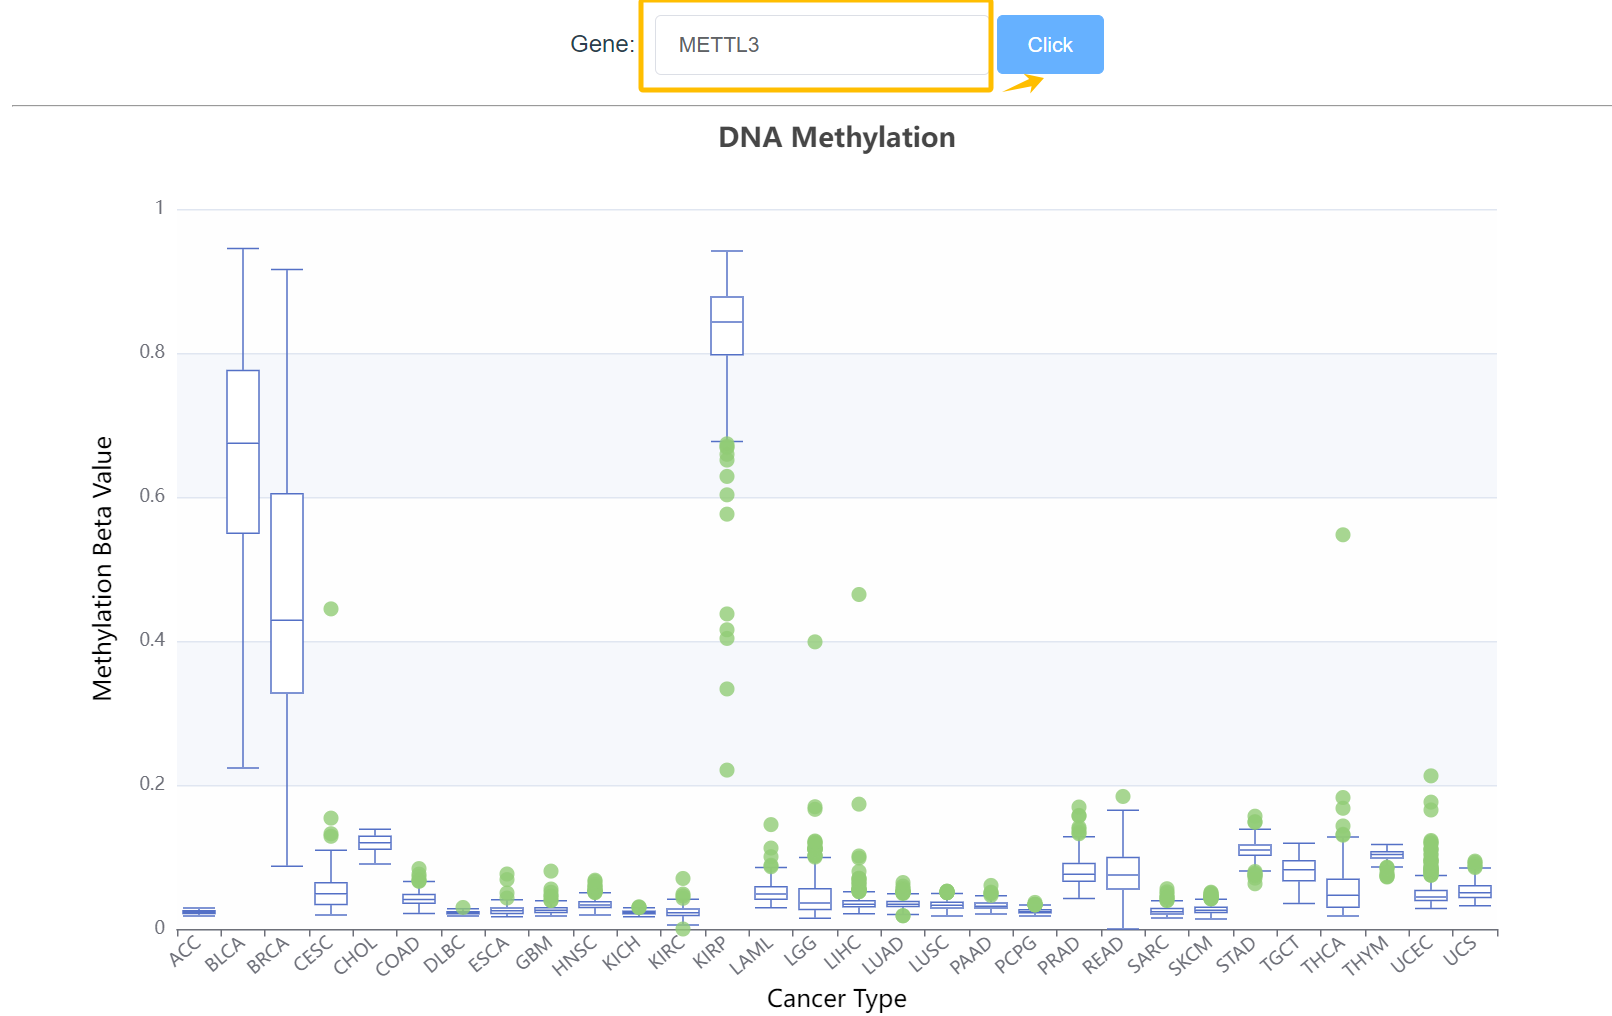 Gene: METTL3 Click
DNA Methylation
1
0.8
0.6
0.4
0.2
0
Methylation Beta Value
ACC BLCA BRCA CESC CHOL COAD DLBC ESCA GBM HNSC KICH KIRC KIRP LAML LGG LIHC LUAD LUSC PAAD PCPG PRAD READ SARC SKCM STAD TGCT THCA THYM UCEC UCS
Cancer Type